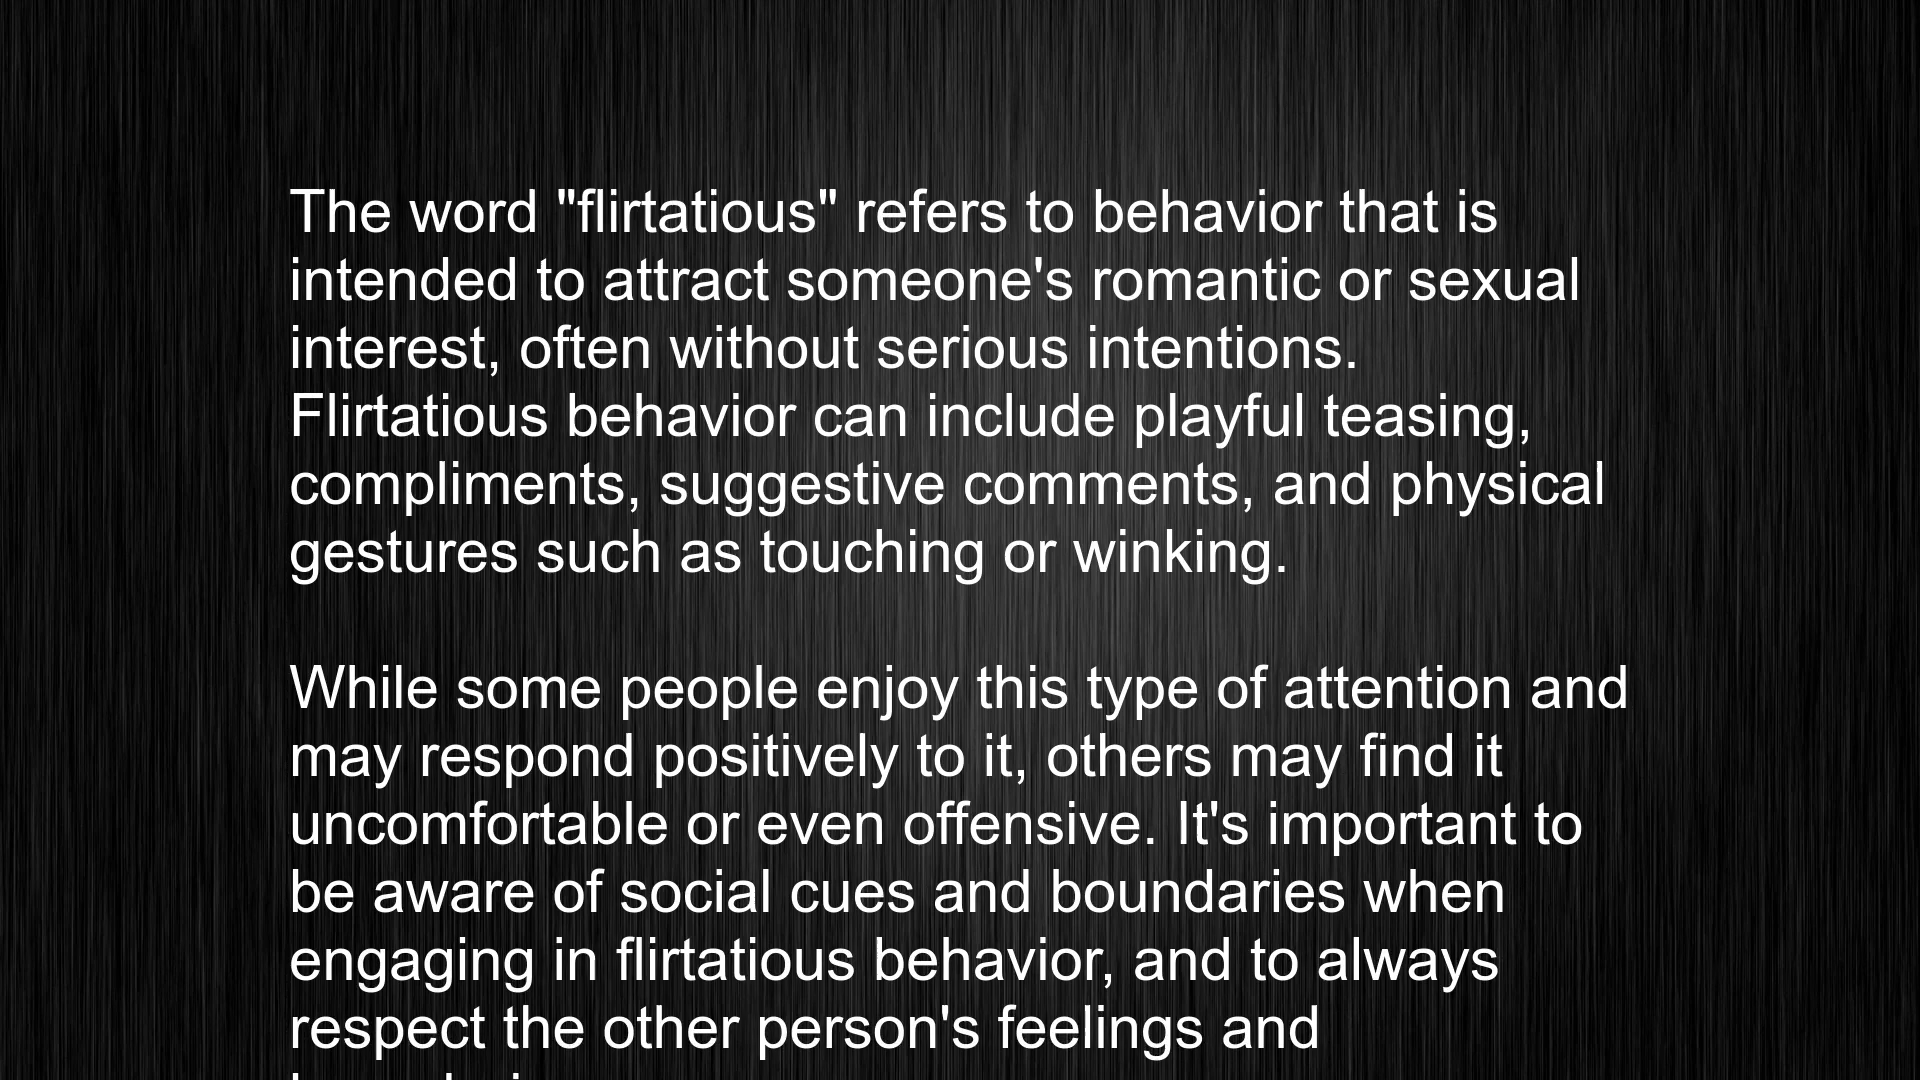 The word "flirtatious" refers to behavior that is
intended to attract someone's romantic or sexual
interest, often without serious intentions.
Flirtatious behavior can include playful teasing,
compliments, suggestive comments, and physical
gestures such as touching or winking.
While some people enjoy this type of attention and
may respond positively to it, others may find it
uncomfortable or even offensive. It's important to
be aware of social cues and boundaries when
engaging in flirtatious behavior, and to always
respect the other person's feelings and